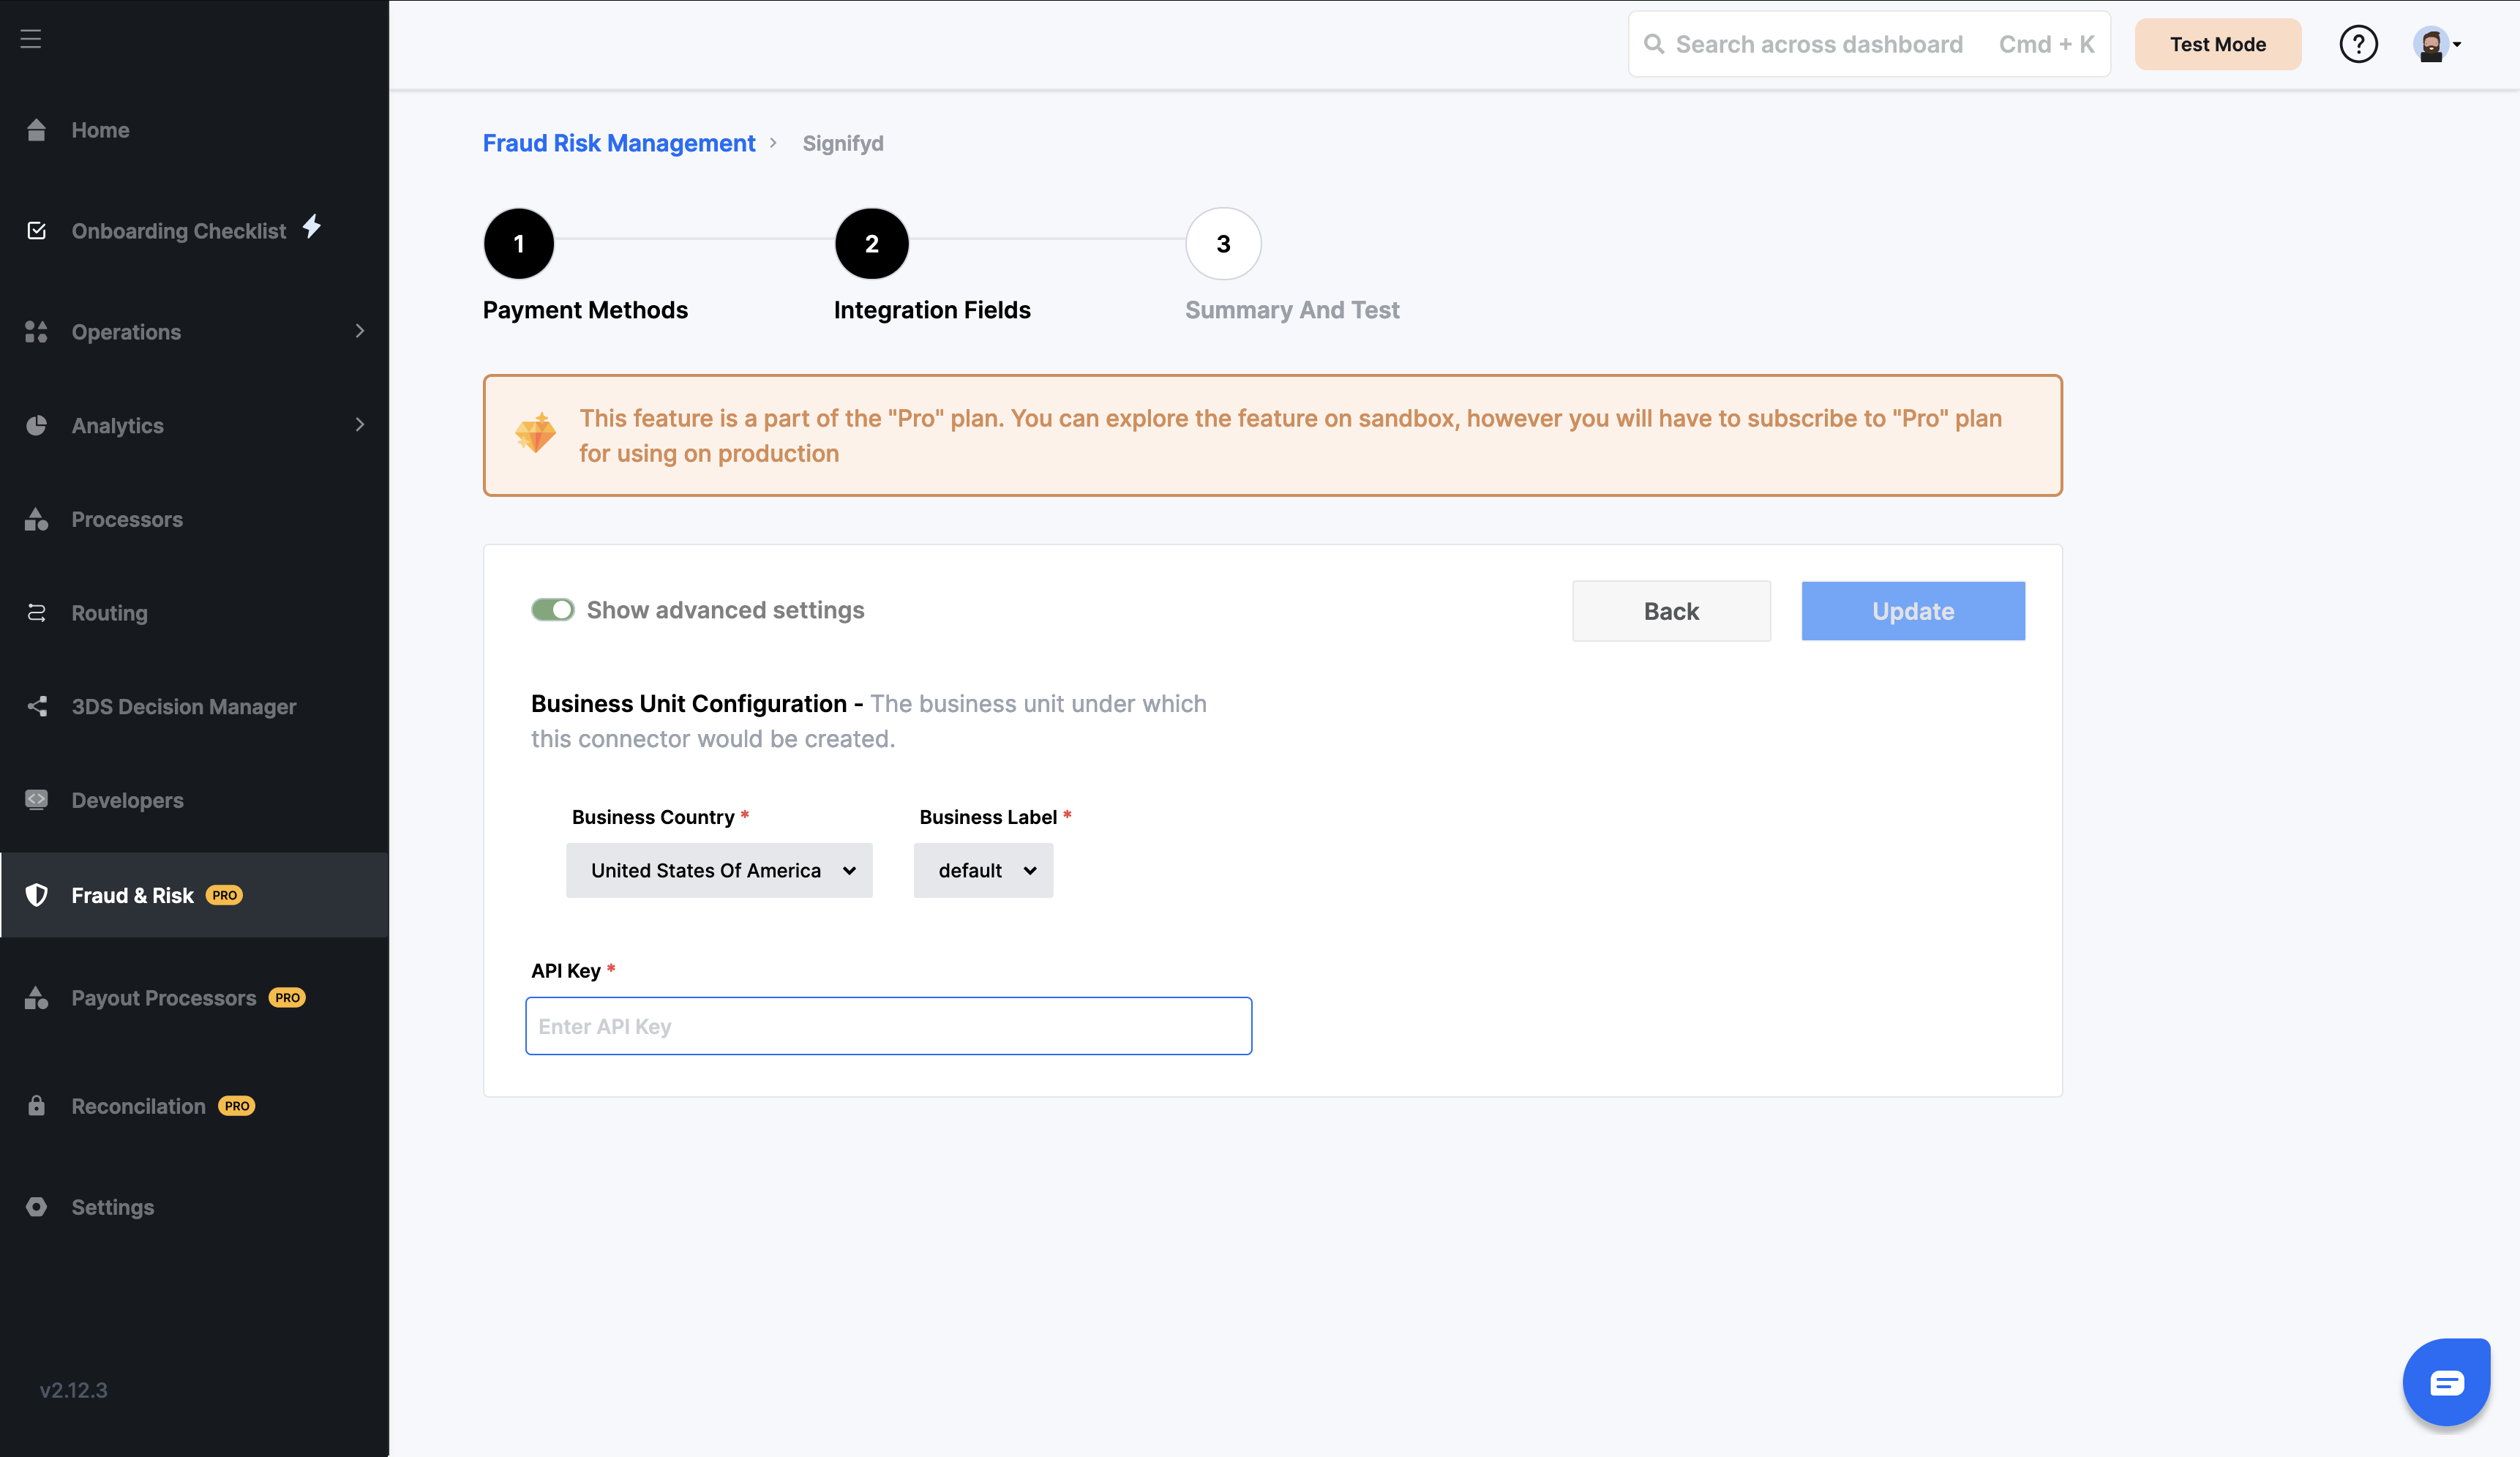 Search across dashboard Cmd + K
Test Mode
?
Home
Onboarding Checklist
Operations
Analytics
Processors
Routing
3DS Decision Manager
Developers
Fraud & Risk PRO
Payout Processors PRO
Reconcilation PRO
Settings
v2.12.3
Fraud Risk Management > Signifyd
1 2 3
Payment Methods Integration Fields Summary And Test
This feature is a part of the "Pro" plan. You can explore the feature on sandbox, however you will have to subscribe to "Pro" plan
for using on production
Show advanced settings
Back
Update
Business Unit Configuration - The business unit under which
this connector would be created.
Business Country * Business Label *
United States Of America default
API Key *
Enter API Key